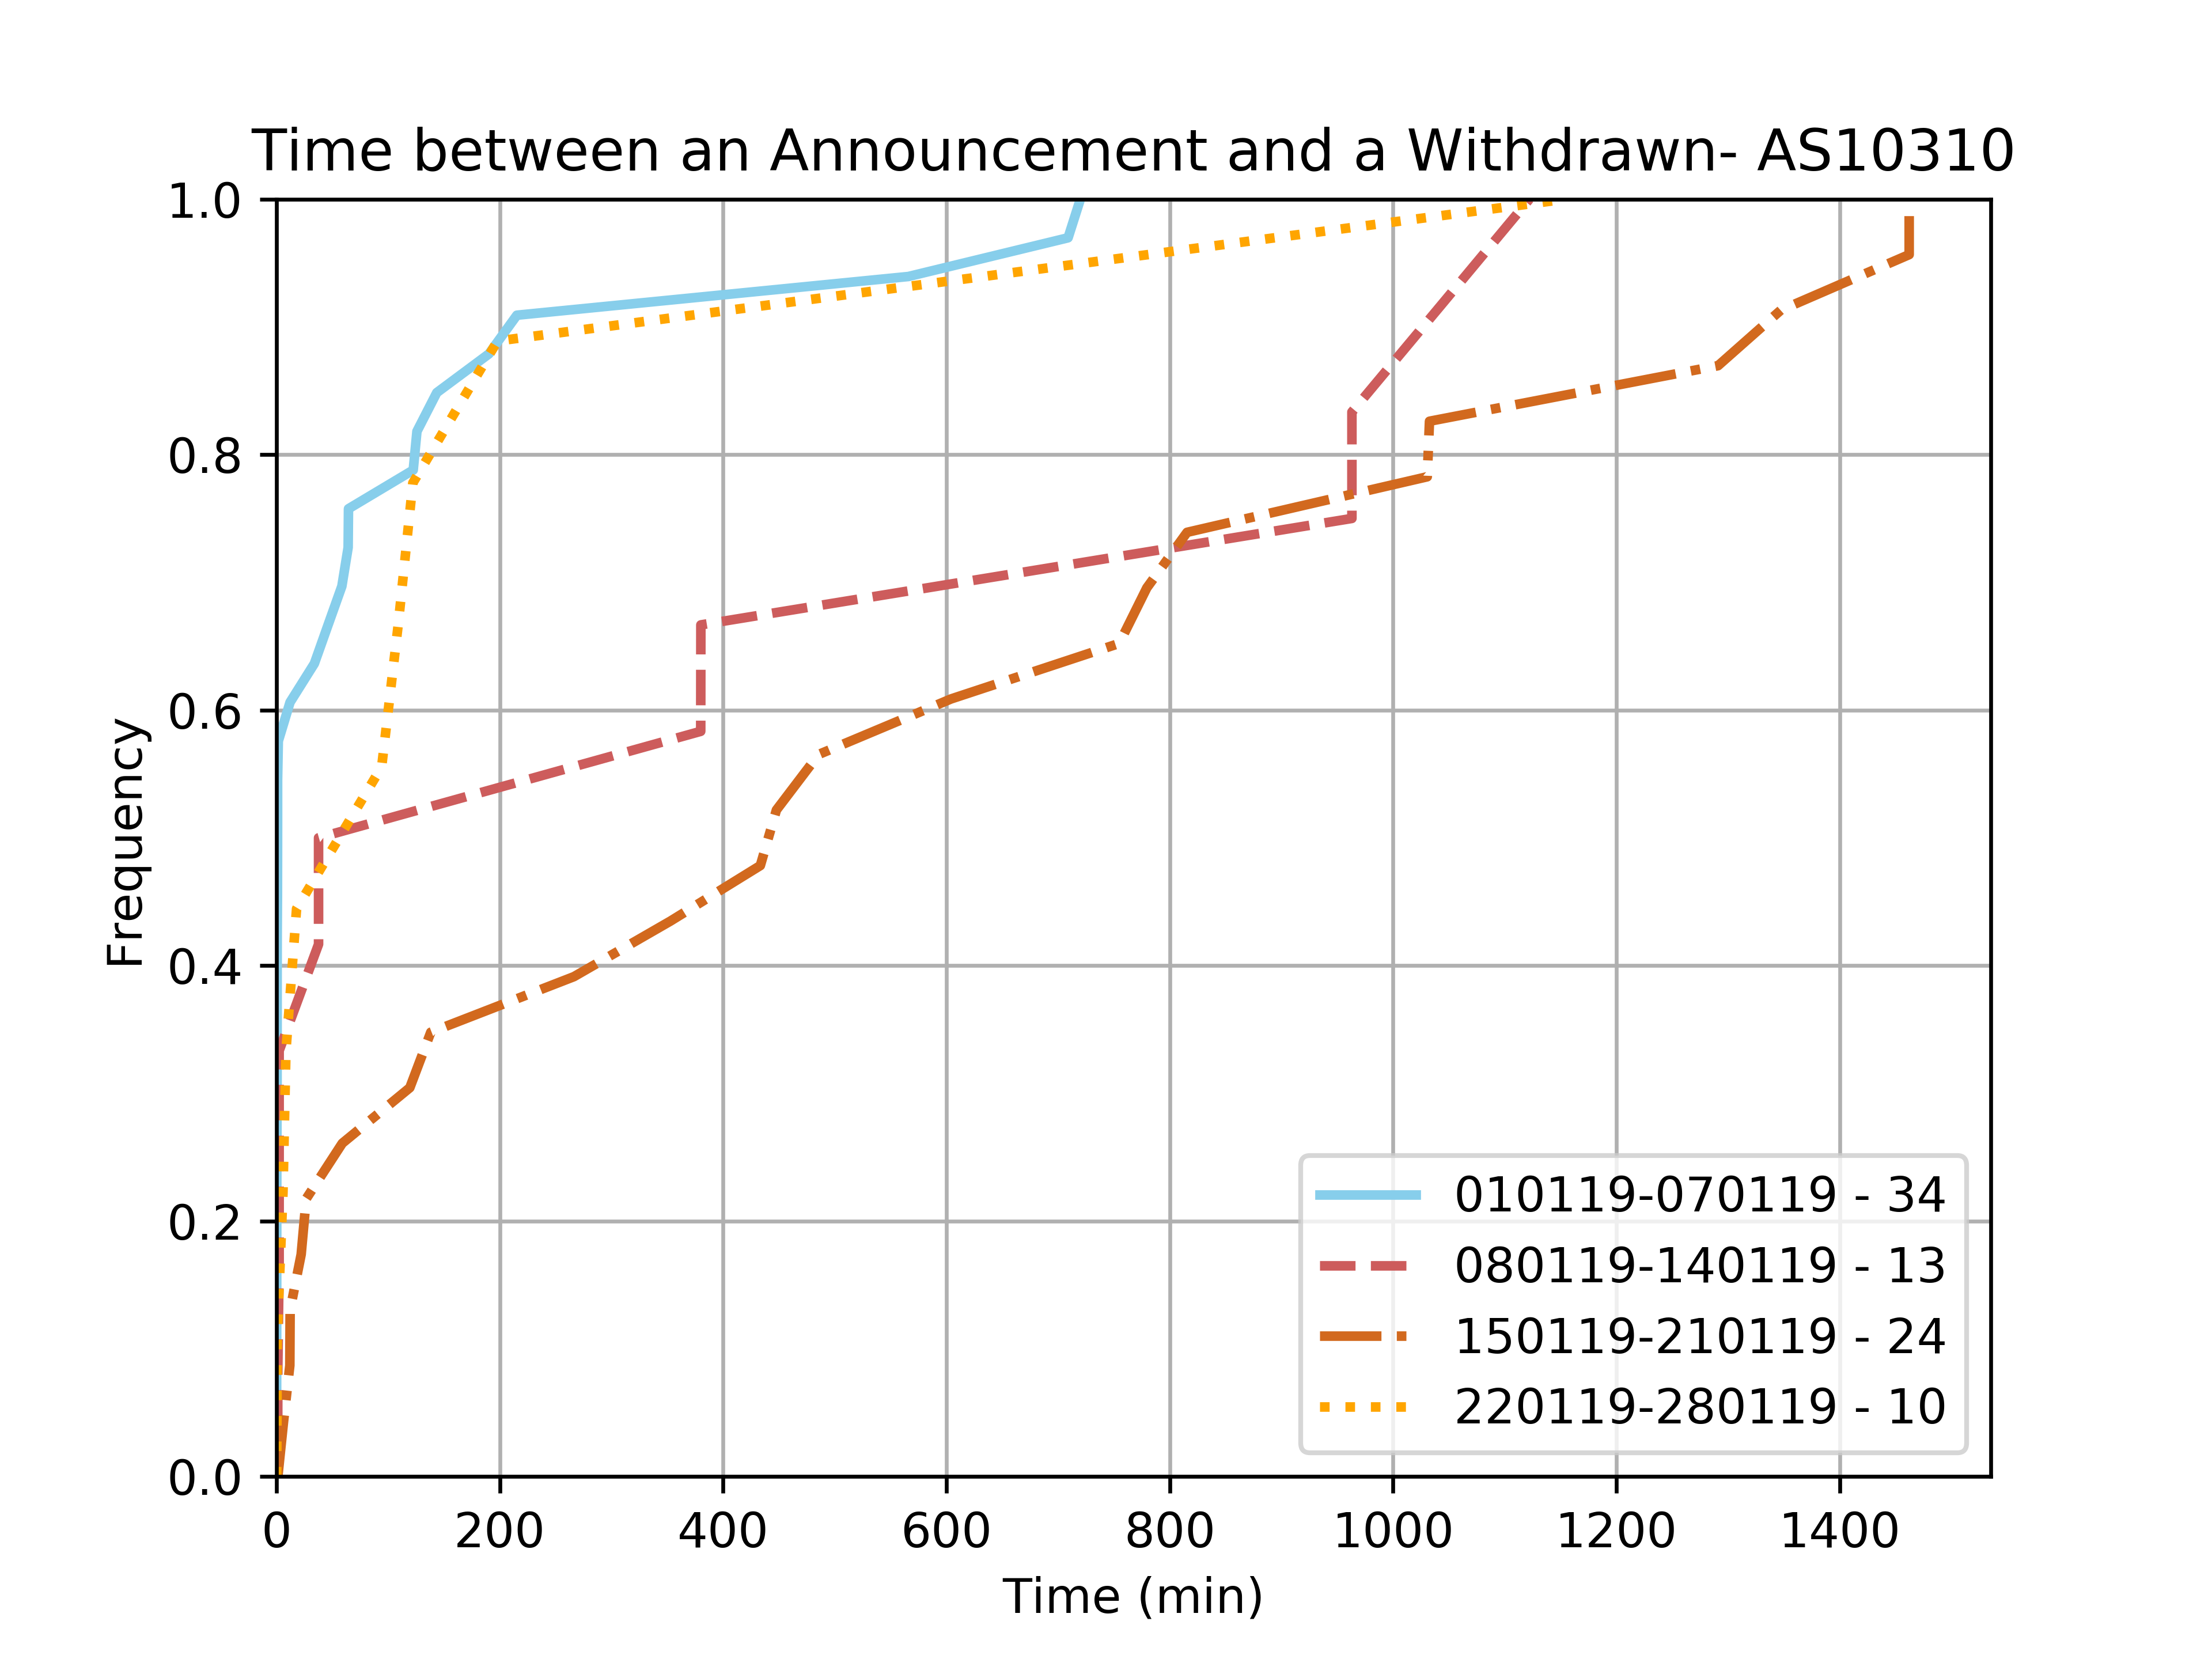 Time between an Announcement and a Withdrawn- AS10310
1.0
0.8
0.6
0.4
0.2
0.0
Frequency
0 200 400 600 800 1000 1200 1400
Time (min)
010119-070119 - 34
080119-140119 - 13
150119-210119 - 24
220119-280119 - 10